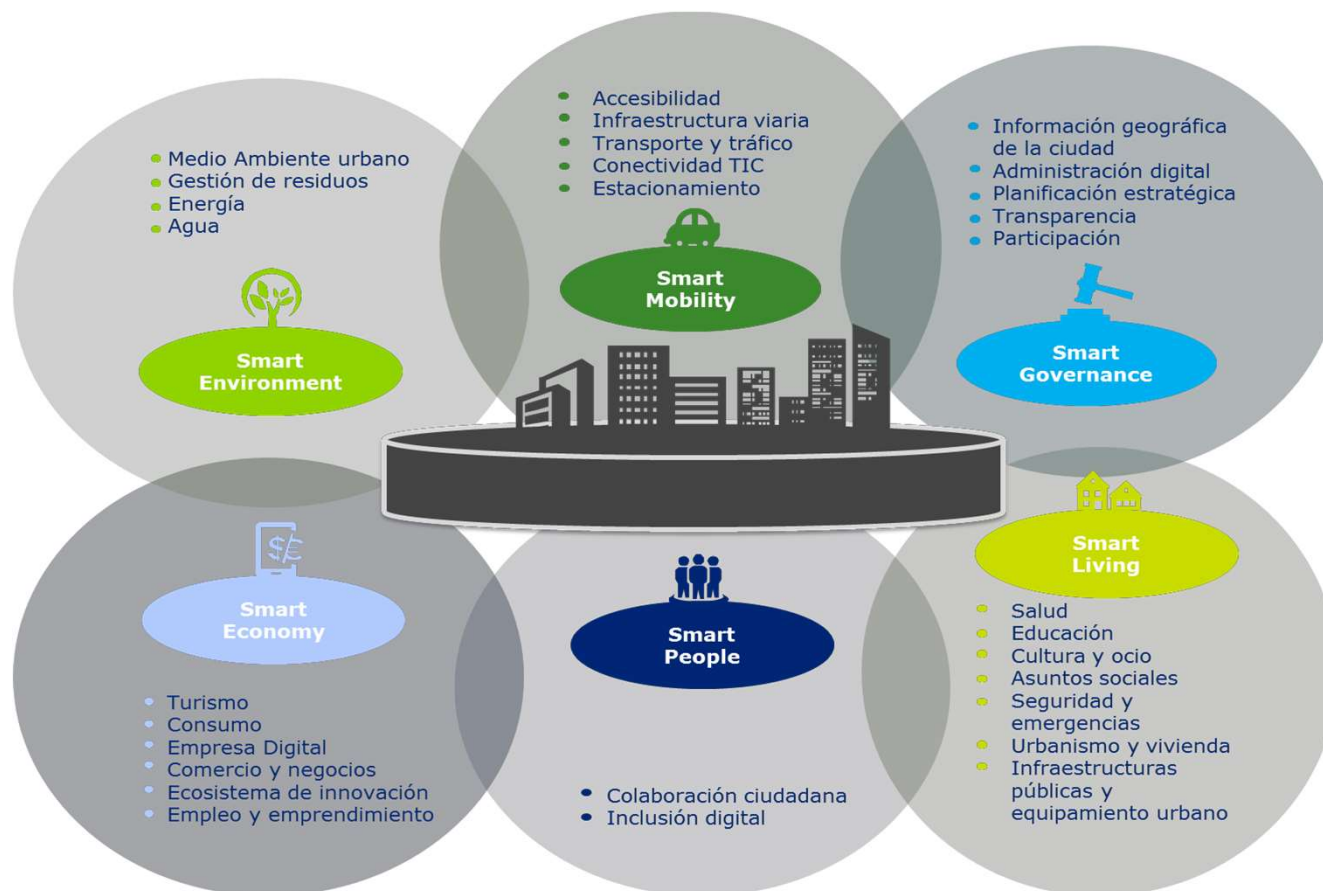 Medio Ambiente urbano
Gestión de residuos
Energía
Agua
Smart
Environment
Accesibilidad
Infraestructura viaria
Transporte y tráfico
Conectividad TIC
Estacionamiento
Smart
Mobility
Información geográfica
de la ciudad
Administración digital
Planificación estratégica
Transparencia
Participación
Smart
Governance
$€
Smart
Economy
Turismo
Consumo
Empresa Digital
Comercio y negocios
Ecosistema de innovación
Empleo y emprendimiento
Smart
People
Colaboración ciudadana
Inclusión digital
Smart
Living
Salud
Educación
Cultura y ocio
Asuntos sociales
Seguridad y
emergencias
Urbanismo y vivienda
Infraestructuras
públicas y
equipamiento urbano